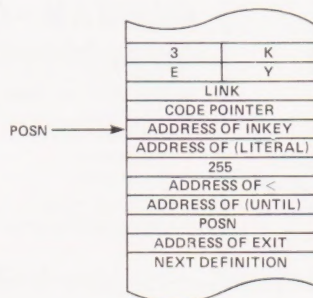 3 K
E Y
LINK
CODE POINTER
POSN ADDRESS OF INKEY
ADDRESS OF (LITERAL)
255
ADDRESS OF <
ADDRESS OF (UNTIL)
POSN
ADDRESS OF EXIT
NEXT DEFINITION